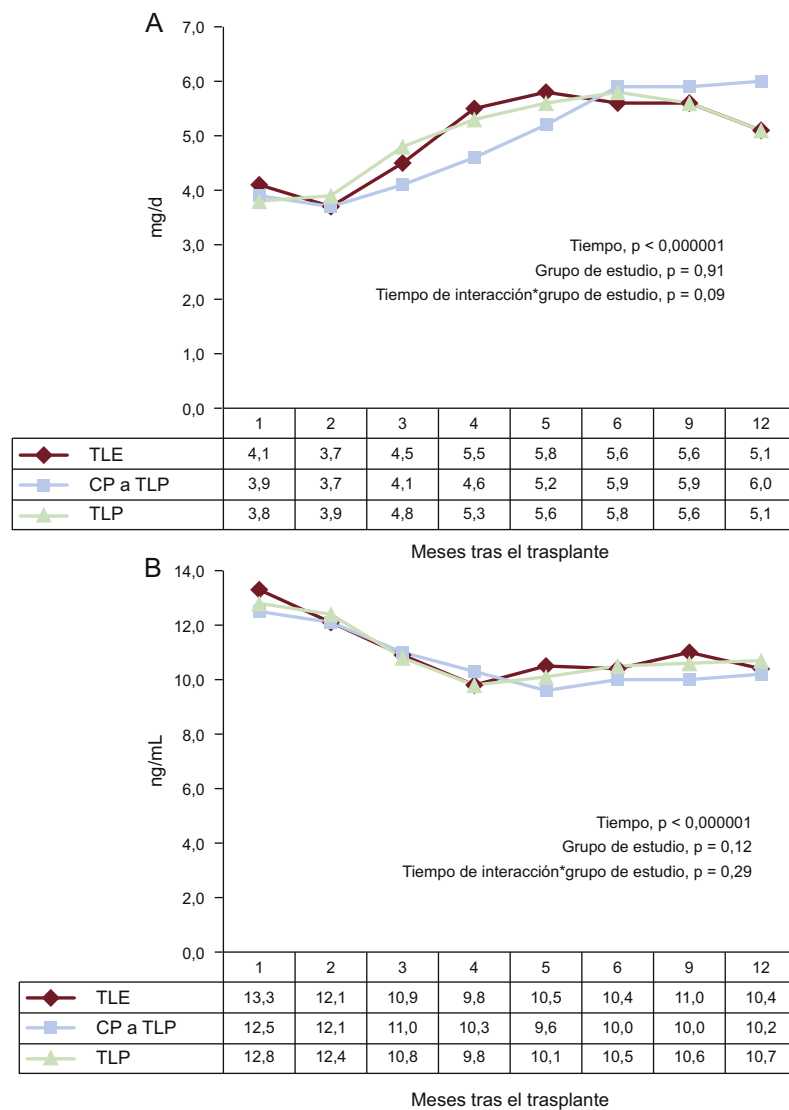 A
7,0
6,0
5,0
4,0
3,0
2,0
1,0
0,0
mg/d
Tiempo, p < 0,000001
Grupo de estudio, p = 0,91
Tiempo de interacción*grupo de estudio, p = 0,09
1 2 3 4 5 6 9 12
TLE 4,1 3,7 4,5 5,5 5,8 5,6 5,6 5,1
CP a TLP 3,9 3,7 4,1 4,6 5,2 5,9 5,9 6,0
TLP 3,8 3,9 4,8 5,3 5,6 5,8 5,6 5,1
Meses tras el trasplante
B
14,0
12,0
10,0
8,0
6,0
4,0
2,0
0,0
ng/mL
Tiempo, p < 0,000001
Grupo de estudio, p = 0,12
Tiempo de interacción*grupo de estudio, p = 0,29
1 2 3 4 5 6 9 12
TLE 13,3 12,1 10,9 9,8 10,5 10,4 11,0 10,4
CP a TLP 12,5 12,1 11,0 10,3 9,6 10,0 10,0 10,2
TLP 12,8 12,4 10,8 9,8 10,1 10,5 10,6 10,7
Meses tras el trasplante